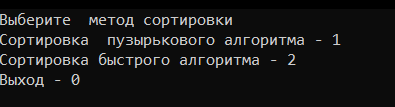 Выберите  метод сортировки
Сортировка  пузырькового алгоритма - 1
Сортировка быстрого алгоритма - 2
Выход - 0